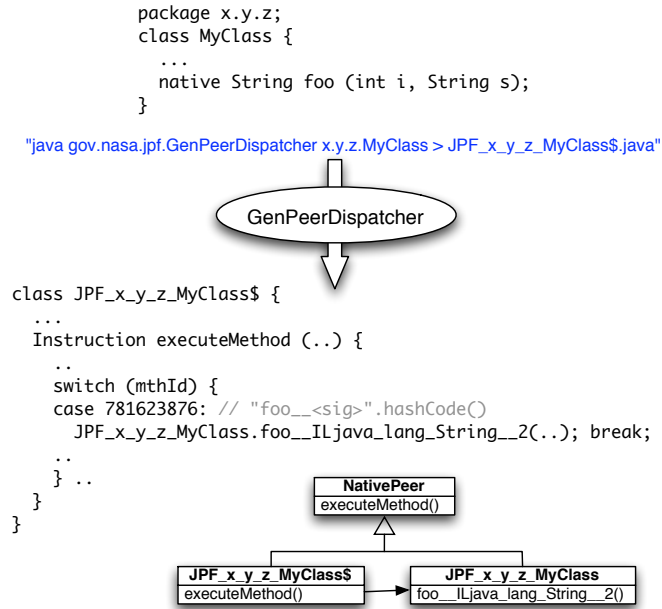 package x.y.z;
class MyClass {
...
native String foo (int i, String s);
}
"java gov.nasa.jpf.GenPeerDispatcher x.y.z.MyClass > JPF_x_y_z_MyClass$.java"
GenPeerDispatcher
class JPF_x_y_z_MyClass$ {
...
Instruction executeMethod (..) {
..
switch (mthId) {
case 781623876: // "foo__<sig>".hashCode()
JPF_x_y_z_MyClass.foo__ILjava_lang_String__2(..); break;
..
} ..
}
}
NativePeer
executeMethod()
JPF_x_y_z_MyClass$
executeMethod()
JPF_x_y_z_MyClass
foo__ILjava_lang_String__2()